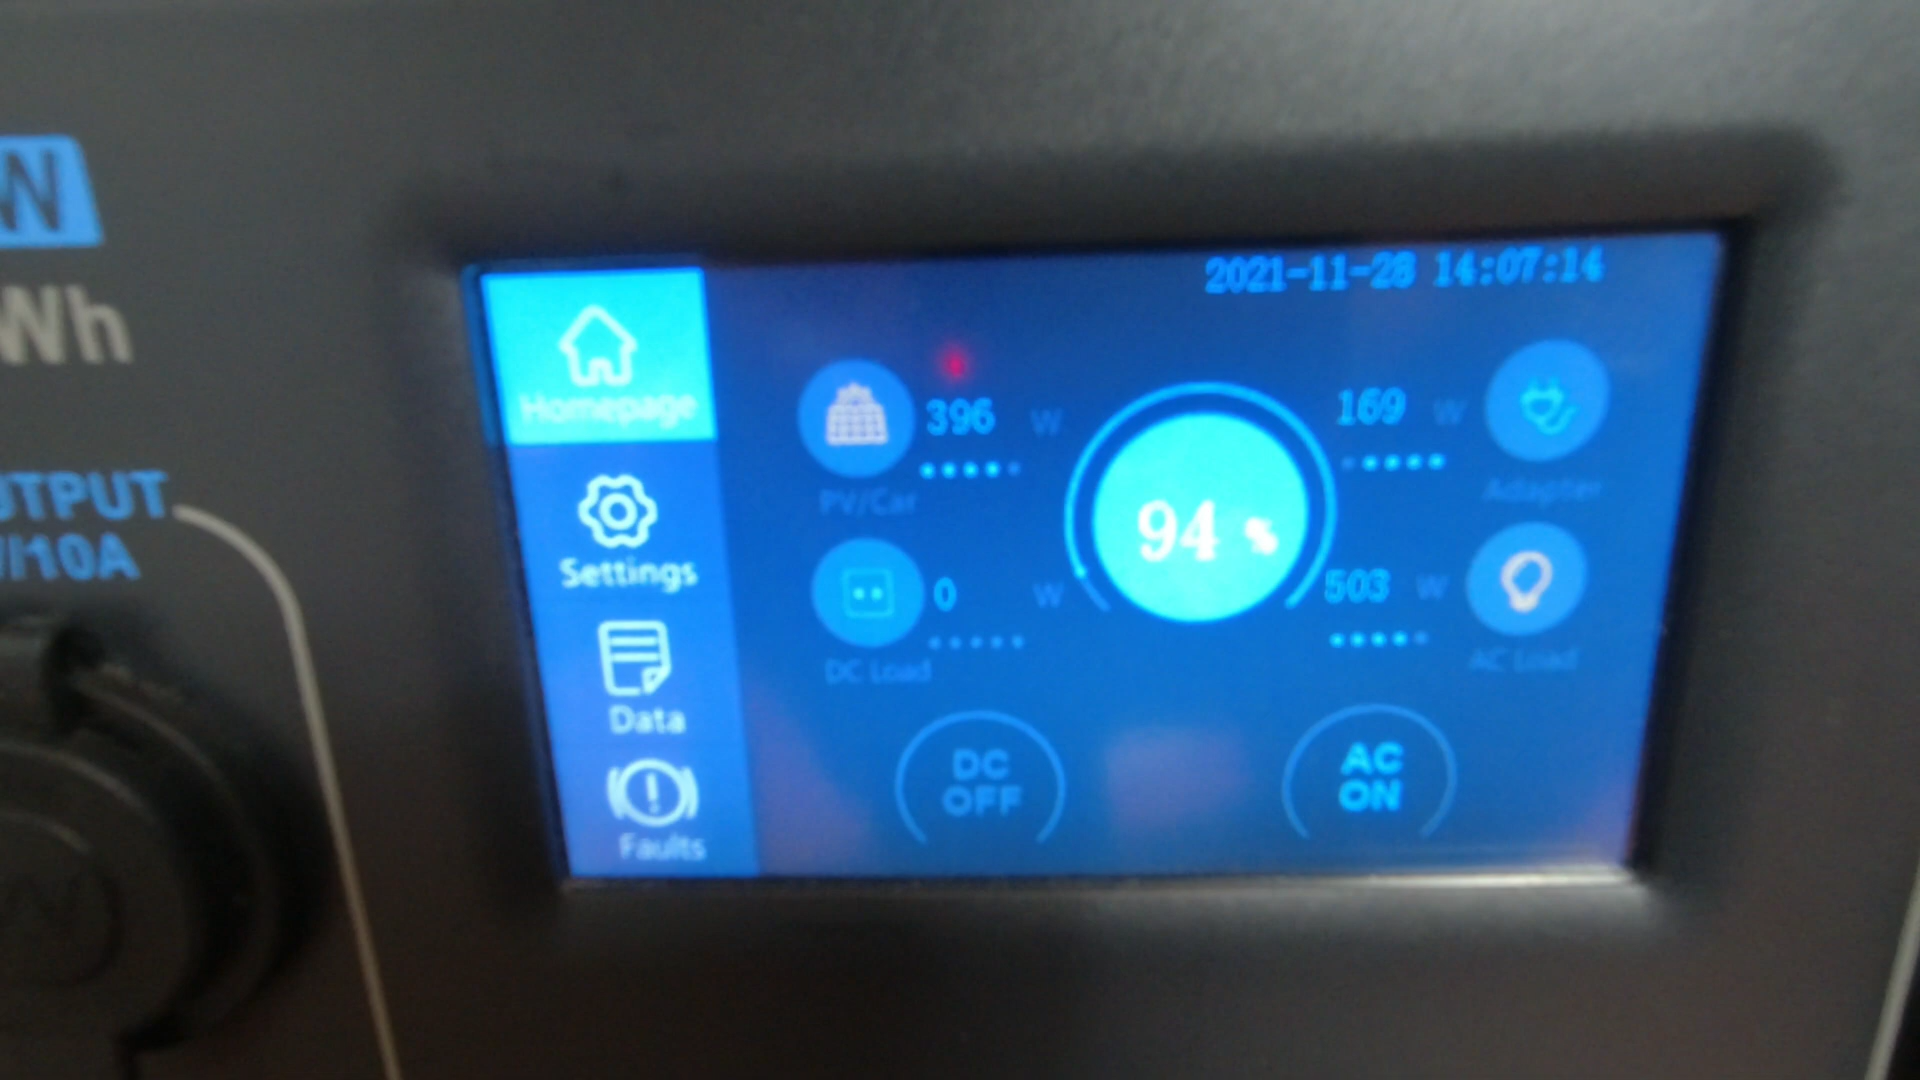 W
Wh
UTPUT
/10A
2021-11-28 14:07:14
Homepage
Settings
Data
Faults
396 W
PV/Car
0 W
DC Load
94 %
169 W
Adapter
503 W
AC Load
DC
OFF
AC
ON